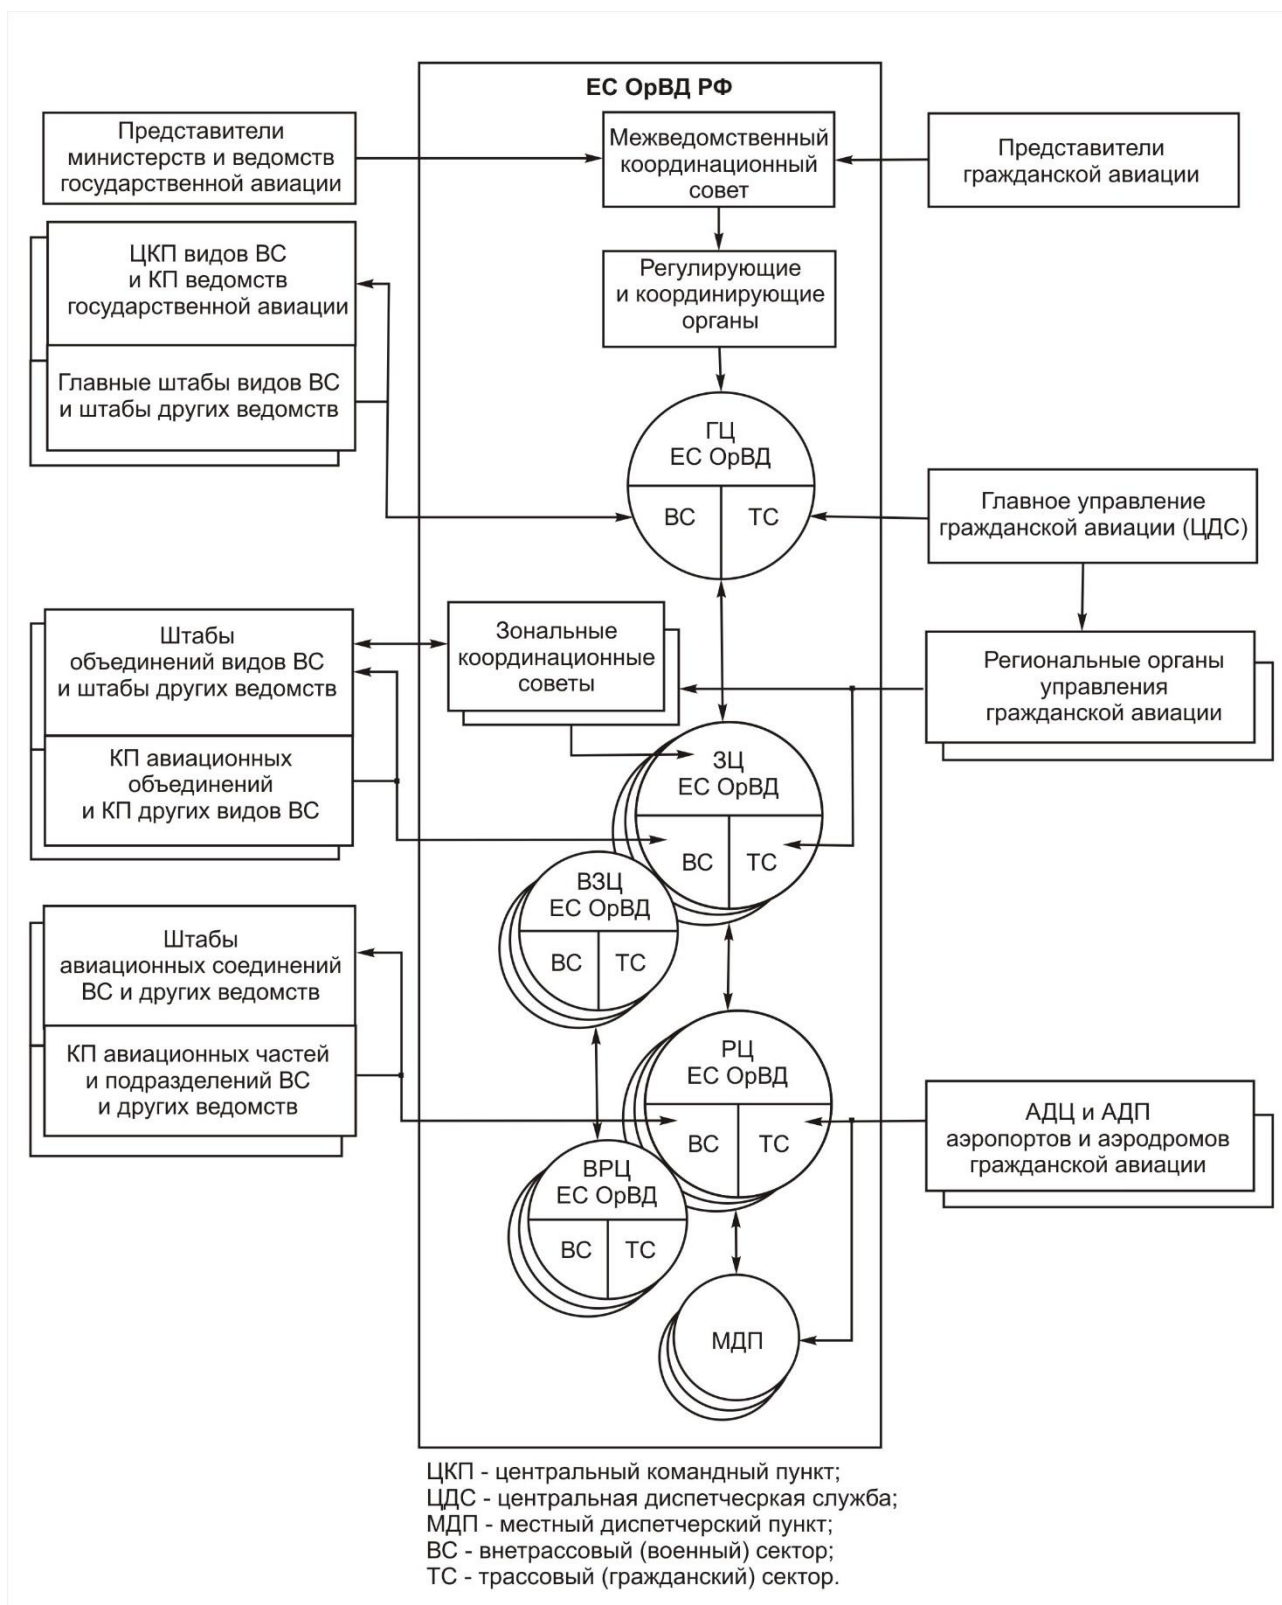 ЕС ОрВД РФ
Представители
министерств и ведомств
государственной авиации
Межведомственный
координационный
совет
Представители
гражданской авиации
ЦКП видов ВС
и КП ведомств
государственной авиации
Регулирующие
и координирующие
органы
Главные штабы видов ВС
и штабы других ведомств
ГЦ
ЕС ОрВД
ВС
ТС
Главное управление
гражданской авиации (ЦДС)
Штабы
объединений видов ВС
и штабы других ведомств
Зональные
координационные
советы
Региональные органы
управления
гражданской авиации
КП авиационных
объединений
и КП других видов ВС
ЗЦ
ЕС ОрВД
ВС
ТС
ВЗЦ
ЕС ОрВД
ВС
ТС
Штабы
авиационных соединений
ВС и других ведомств
КП авиационных частей
и подразделений ВС
и других ведомств
РЦ
ЕС ОрВД
ВС
ТС
АДЦ и АДП
аэропортов и аэродромов
гражданской авиации
ВРЦ
ЕС ОрВД
ВС
ТС
МДП
ЦКП - центральный командный пункт;
ЦДС - центральная диспетчесркая служба;
МДП - местный диспетчерский пункт;
ВС - внетрассовый (военный) сектор;
ТС - трассовый (гражданский) сектор.